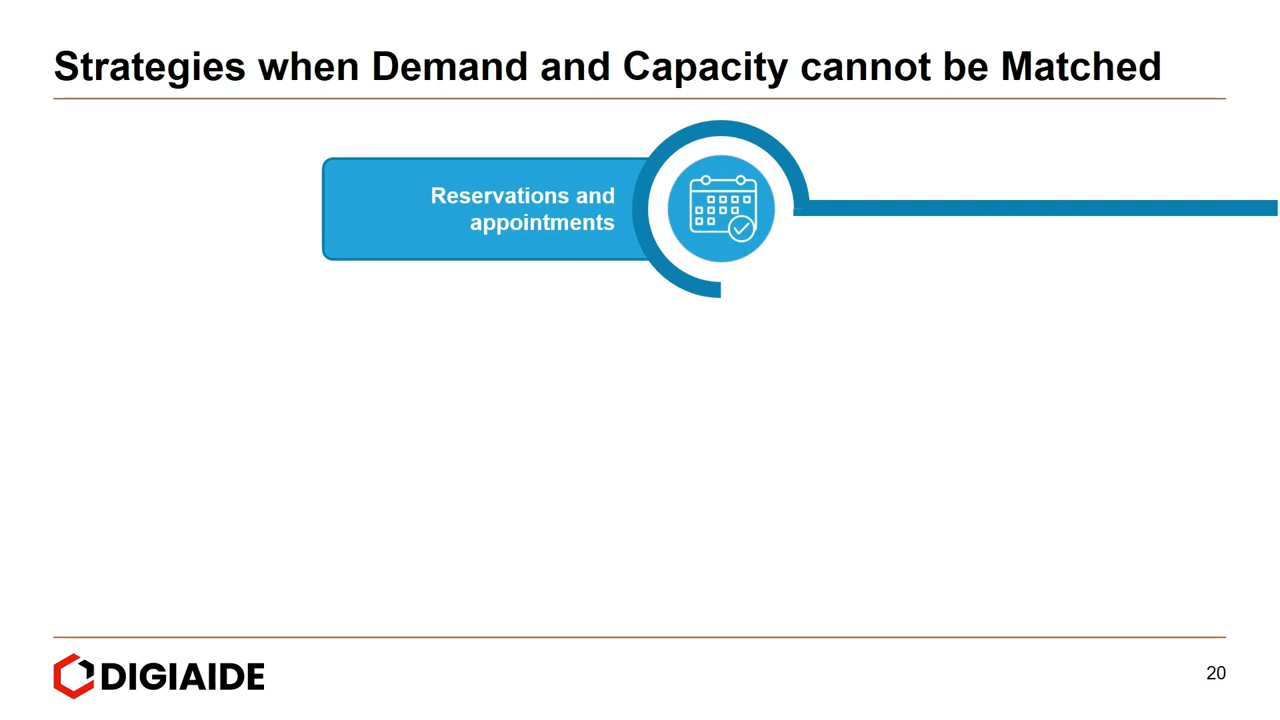 Strategies when Demand and Capacity cannot be Matched
Reservations and
appointments
DIGIAIDE
20